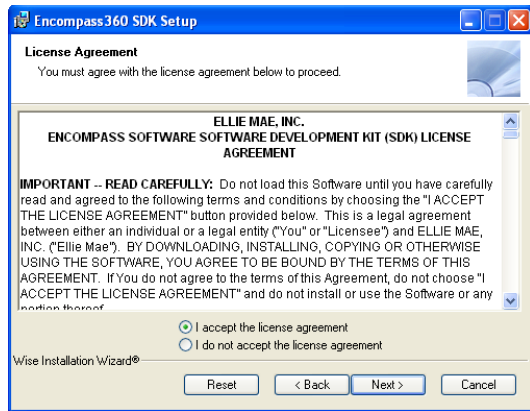 Encompass360 SDK Setup
License Agreement
You must agree with the license agreement below to proceed.
ELLIE MAE, INC.
ENCOMPASS SOFTWARE SOFTWARE DEVELOPMENT KIT (SDK) LICENSE
AGREEMENT
IMPORTANT -- READ CAREFULLY: Do not load this Software until you have carefully
read and agreed to the following terms and conditions by choosing the "I ACCEPT
THE LICENSE AGREEMENT" button provided below. This is a legal agreement
between either an individual or a legal entity ("You" or "Licensee") and ELLIE MAE,
INC. ("Ellie Mae"). BY DOWNLOADING, INSTALLING, COPYING OR OTHERWISE
USING THE SOFTWARE, YOU AGREE TO BE BOUND BY THE TERMS OF THIS
AGREEMENT. If You do not agree to the terms of this Agreement, do not choose "I
ACCEPT THE LICENSE AGREEMENT" and do not install or use the Software or any
portion thereof
I accept the license agreement
I do not accept the license agreement
Wise Installation Wizard®
Reset
< Back
Next >
Cancel